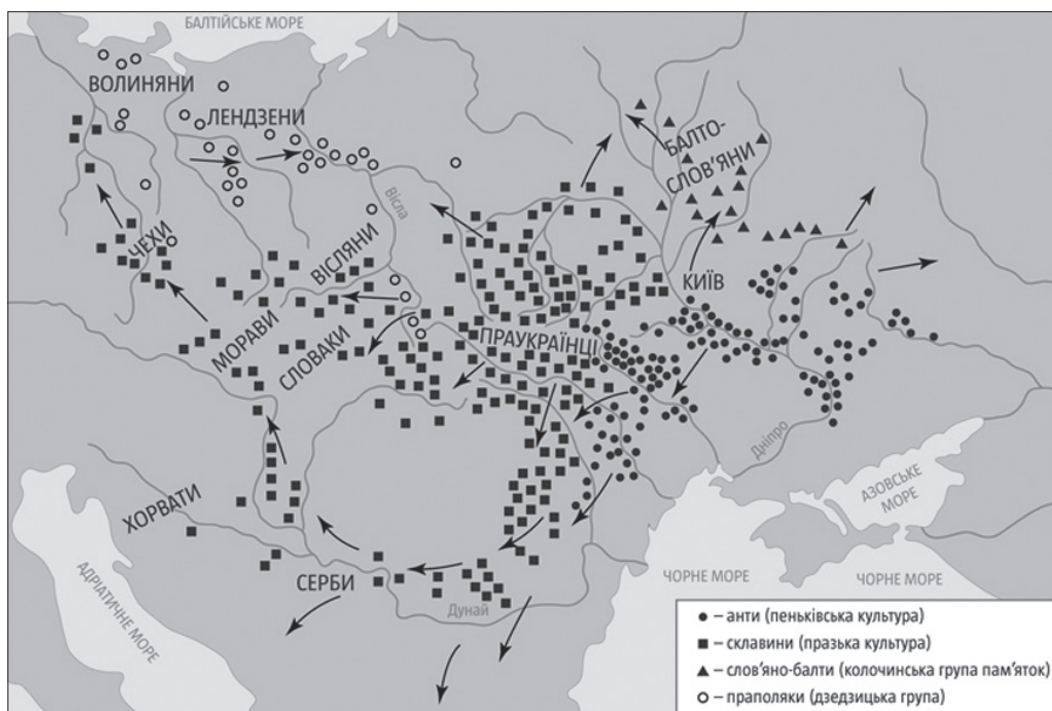 БАЛТІЙСЬКЕ МОРЕ
ВОЛИНЯНИ
ЛЕНДЗЕНИ
БАЛТО-
СЛОВ’ЯНИ
Вісла
ЧЕХИ
ВІСЛЯНИ
КИЇВ
МОРАВИ
СЛОВАКИ
ПРАУКРАЇНЦІ
Дніпро
ХОРВАТИ
АЗОВСЬКЕ
МОРЕ
АДРІАТИЧНЕ МОРЕ
СЕРБИ
Дунай
ЧОРНЕ МОРЕ
ЧОРНЕ МОРЕ
– анти (пеньківська культура)
– склавини (празька культура)
– слов’яно-балти (колочинська група пам’яток)
– праполяки (дзедзицька група)